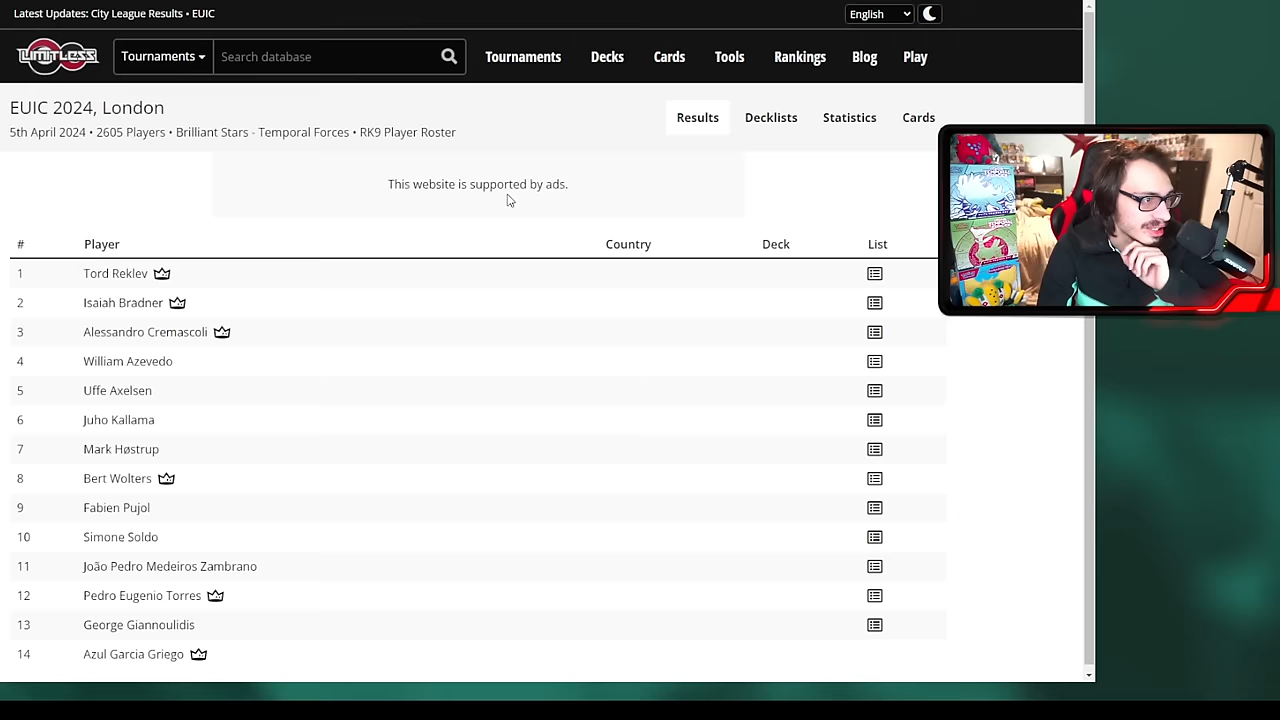 Latest Updates: City League Results • EUIC
English
LIMITLESS
Tournaments
Search database
Tournaments
Decks
Cards
Tools
Rankings
Blog
Play
EUIC 2024, London
5th April 2024 • 2605 Players • Brilliant Stars - Temporal Forces • RK9 Player Roster
Results
Decklists
Statistics
Cards
This website is supported by ads.
# Player Country Deck List
1 Tord Reklev
2 Isaiah Bradner
3 Alessandro Cremascoli
4 William Azevedo
5 Uffe Axelsen
6 Juho Kallama
7 Mark Høstrup
8 Bert Wolters
9 Fabien Pujol
10 Simone Soldo
11 João Pedro Medeiros Zambrano
12 Pedro Eugenio Torres
13 George Giannoulidis
14 Azul Garcia Griego